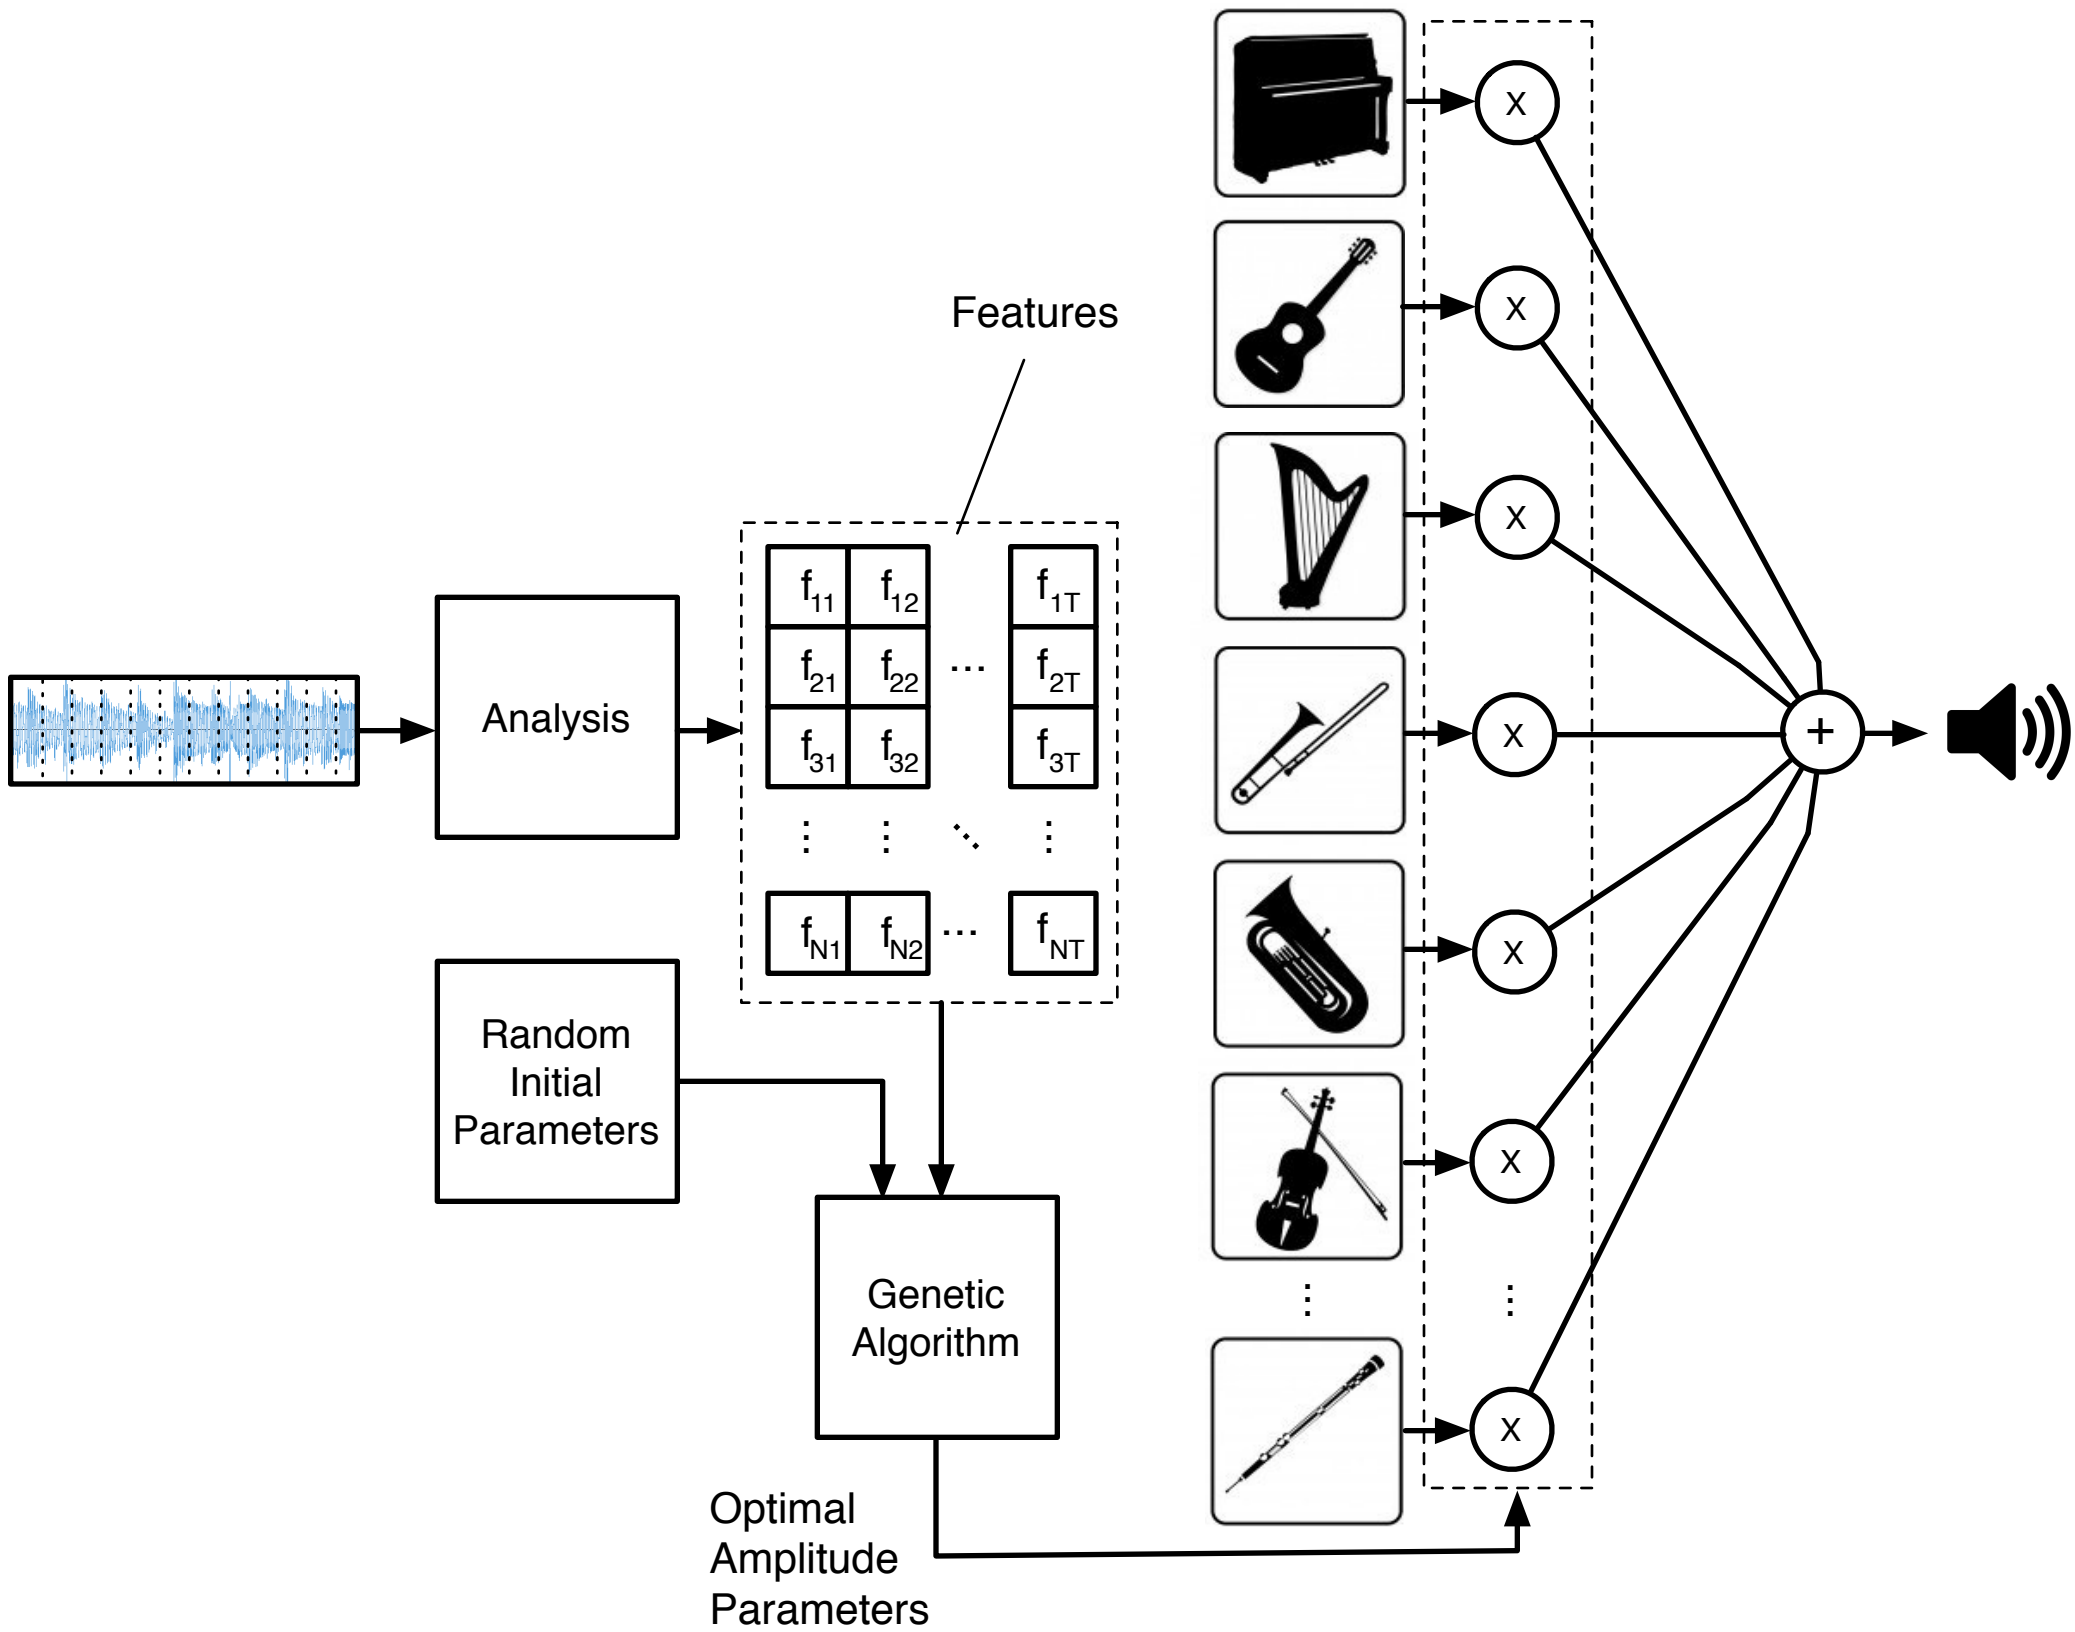 Features
Analysis
f11 f12 f1T
f21 f22 ... f2T
f31 f32 f3T
⋮ ⋮ ⋱ ⋮
fN1 fN2 ... fNT
Random
Initial
Parameters
Genetic
Algorithm
Optimal
Amplitude
Parameters
X
X
X
X
+
X
X
⋮ ⋮
X